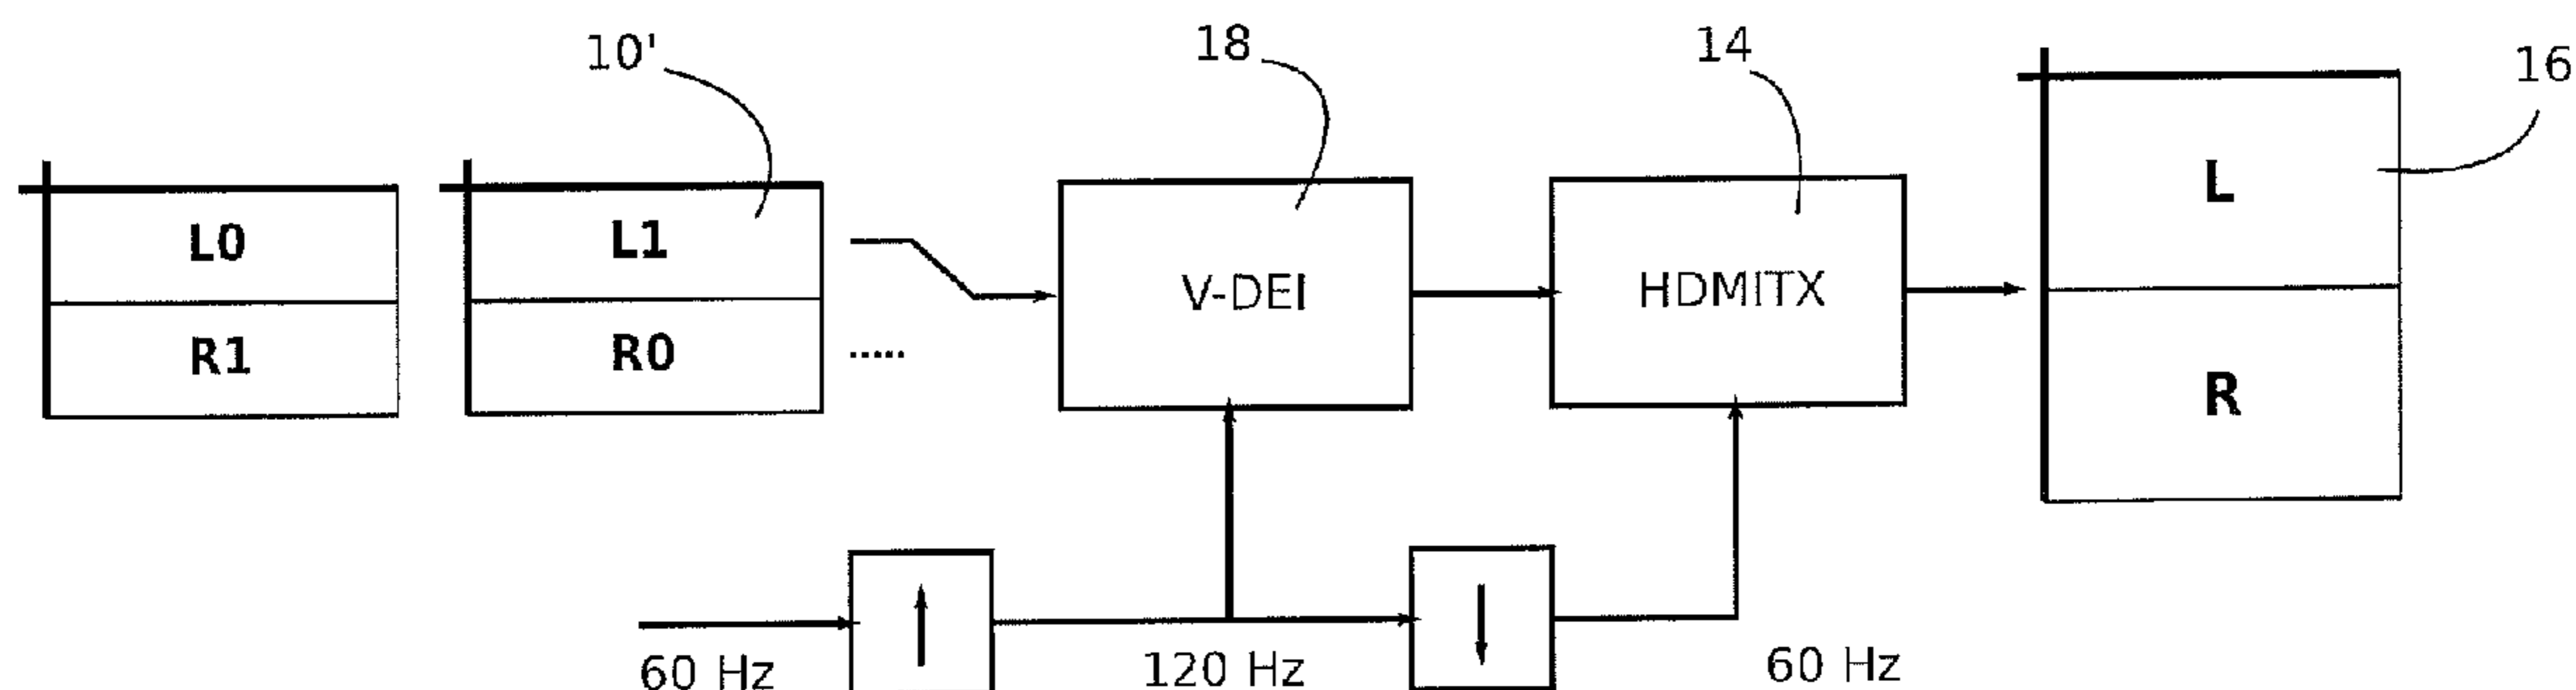 10'
18
14
16
L0
R1
L1
R0
.....
V-DEI
HDMITX
L
R
60 Hz
120 Hz
60 Hz